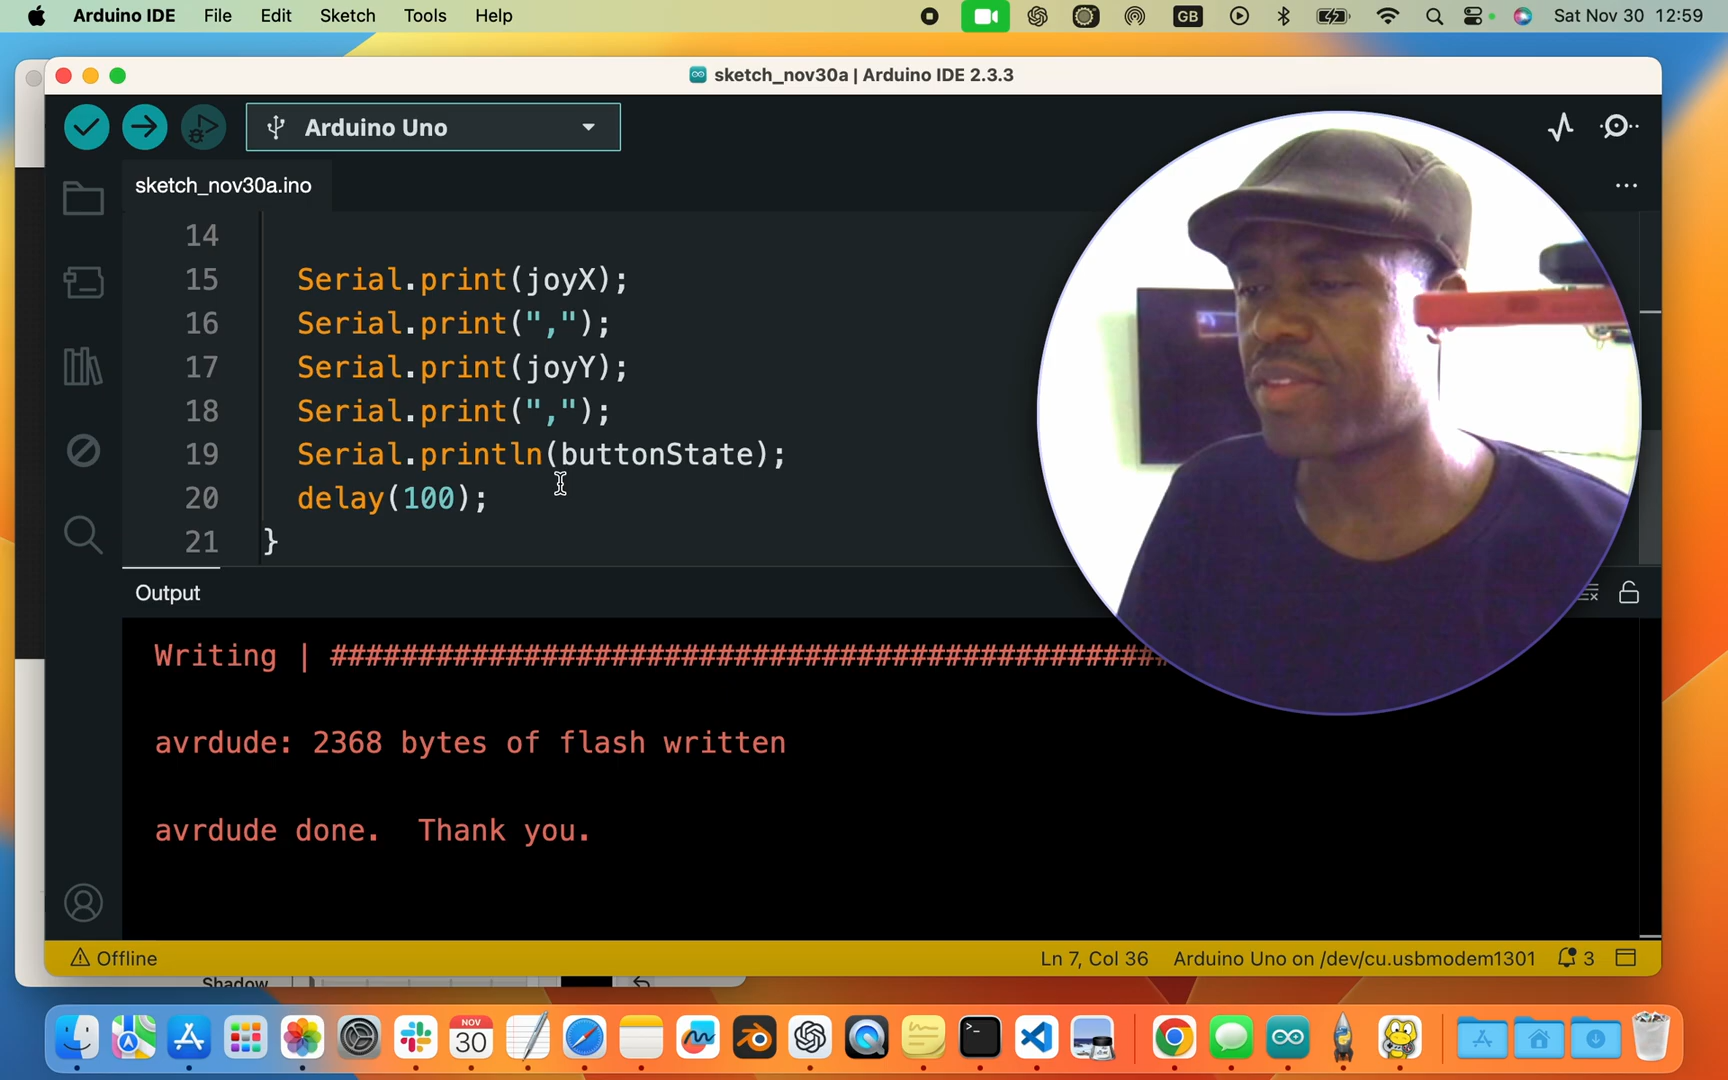 Arduino IDE File Edit Sketch Tools Help GB Sat Nov 30 12:59
sketch_nov30a | Arduino IDE 2.3.3
Arduino Uno
sketch_nov30a.ino
14
15 Serial.print(joyX);
16 Serial.print(",");
17 Serial.print(joyY);
18 Serial.print(",");
19 Serial.println(buttonState);
20 delay(100);
21 }
Output
Writing | ################################################
avrdude: 2368 bytes of flash written
avrdude done. Thank you.
Offline Ln 7, Col 36 Arduino Uno on /dev/cu.usbmodem1301 3
Shadow
NOV
30